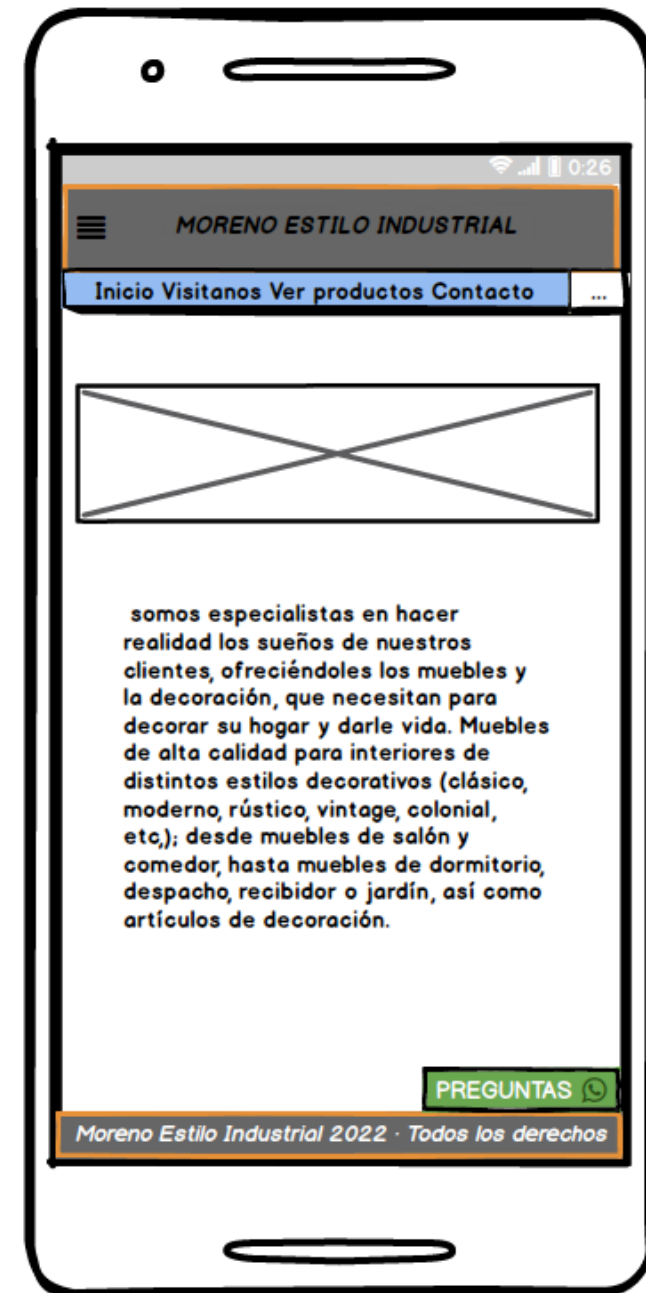 0:26
MORENO ESTILO INDUSTRIAL
Inicio Visitanos Ver productos Contacto ...
somos especialistas en hacer
realidad los sueños de nuestros
clientes, ofreciéndoles los muebles y
la decoración, que necesitan para
decorar su hogar y darle vida. Muebles
de alta calidad para interiores de
distintos estilos decorativos (clásico,
moderno, rústico, vintage, colonial,
etc,); desde muebles de salón y
comedor, hasta muebles de dormitorio,
despacho, recibidor o jardín, así como
artículos de decoración.
PREGUNTAS
Moreno Estilo Industrial 2022 · Todos los derechos